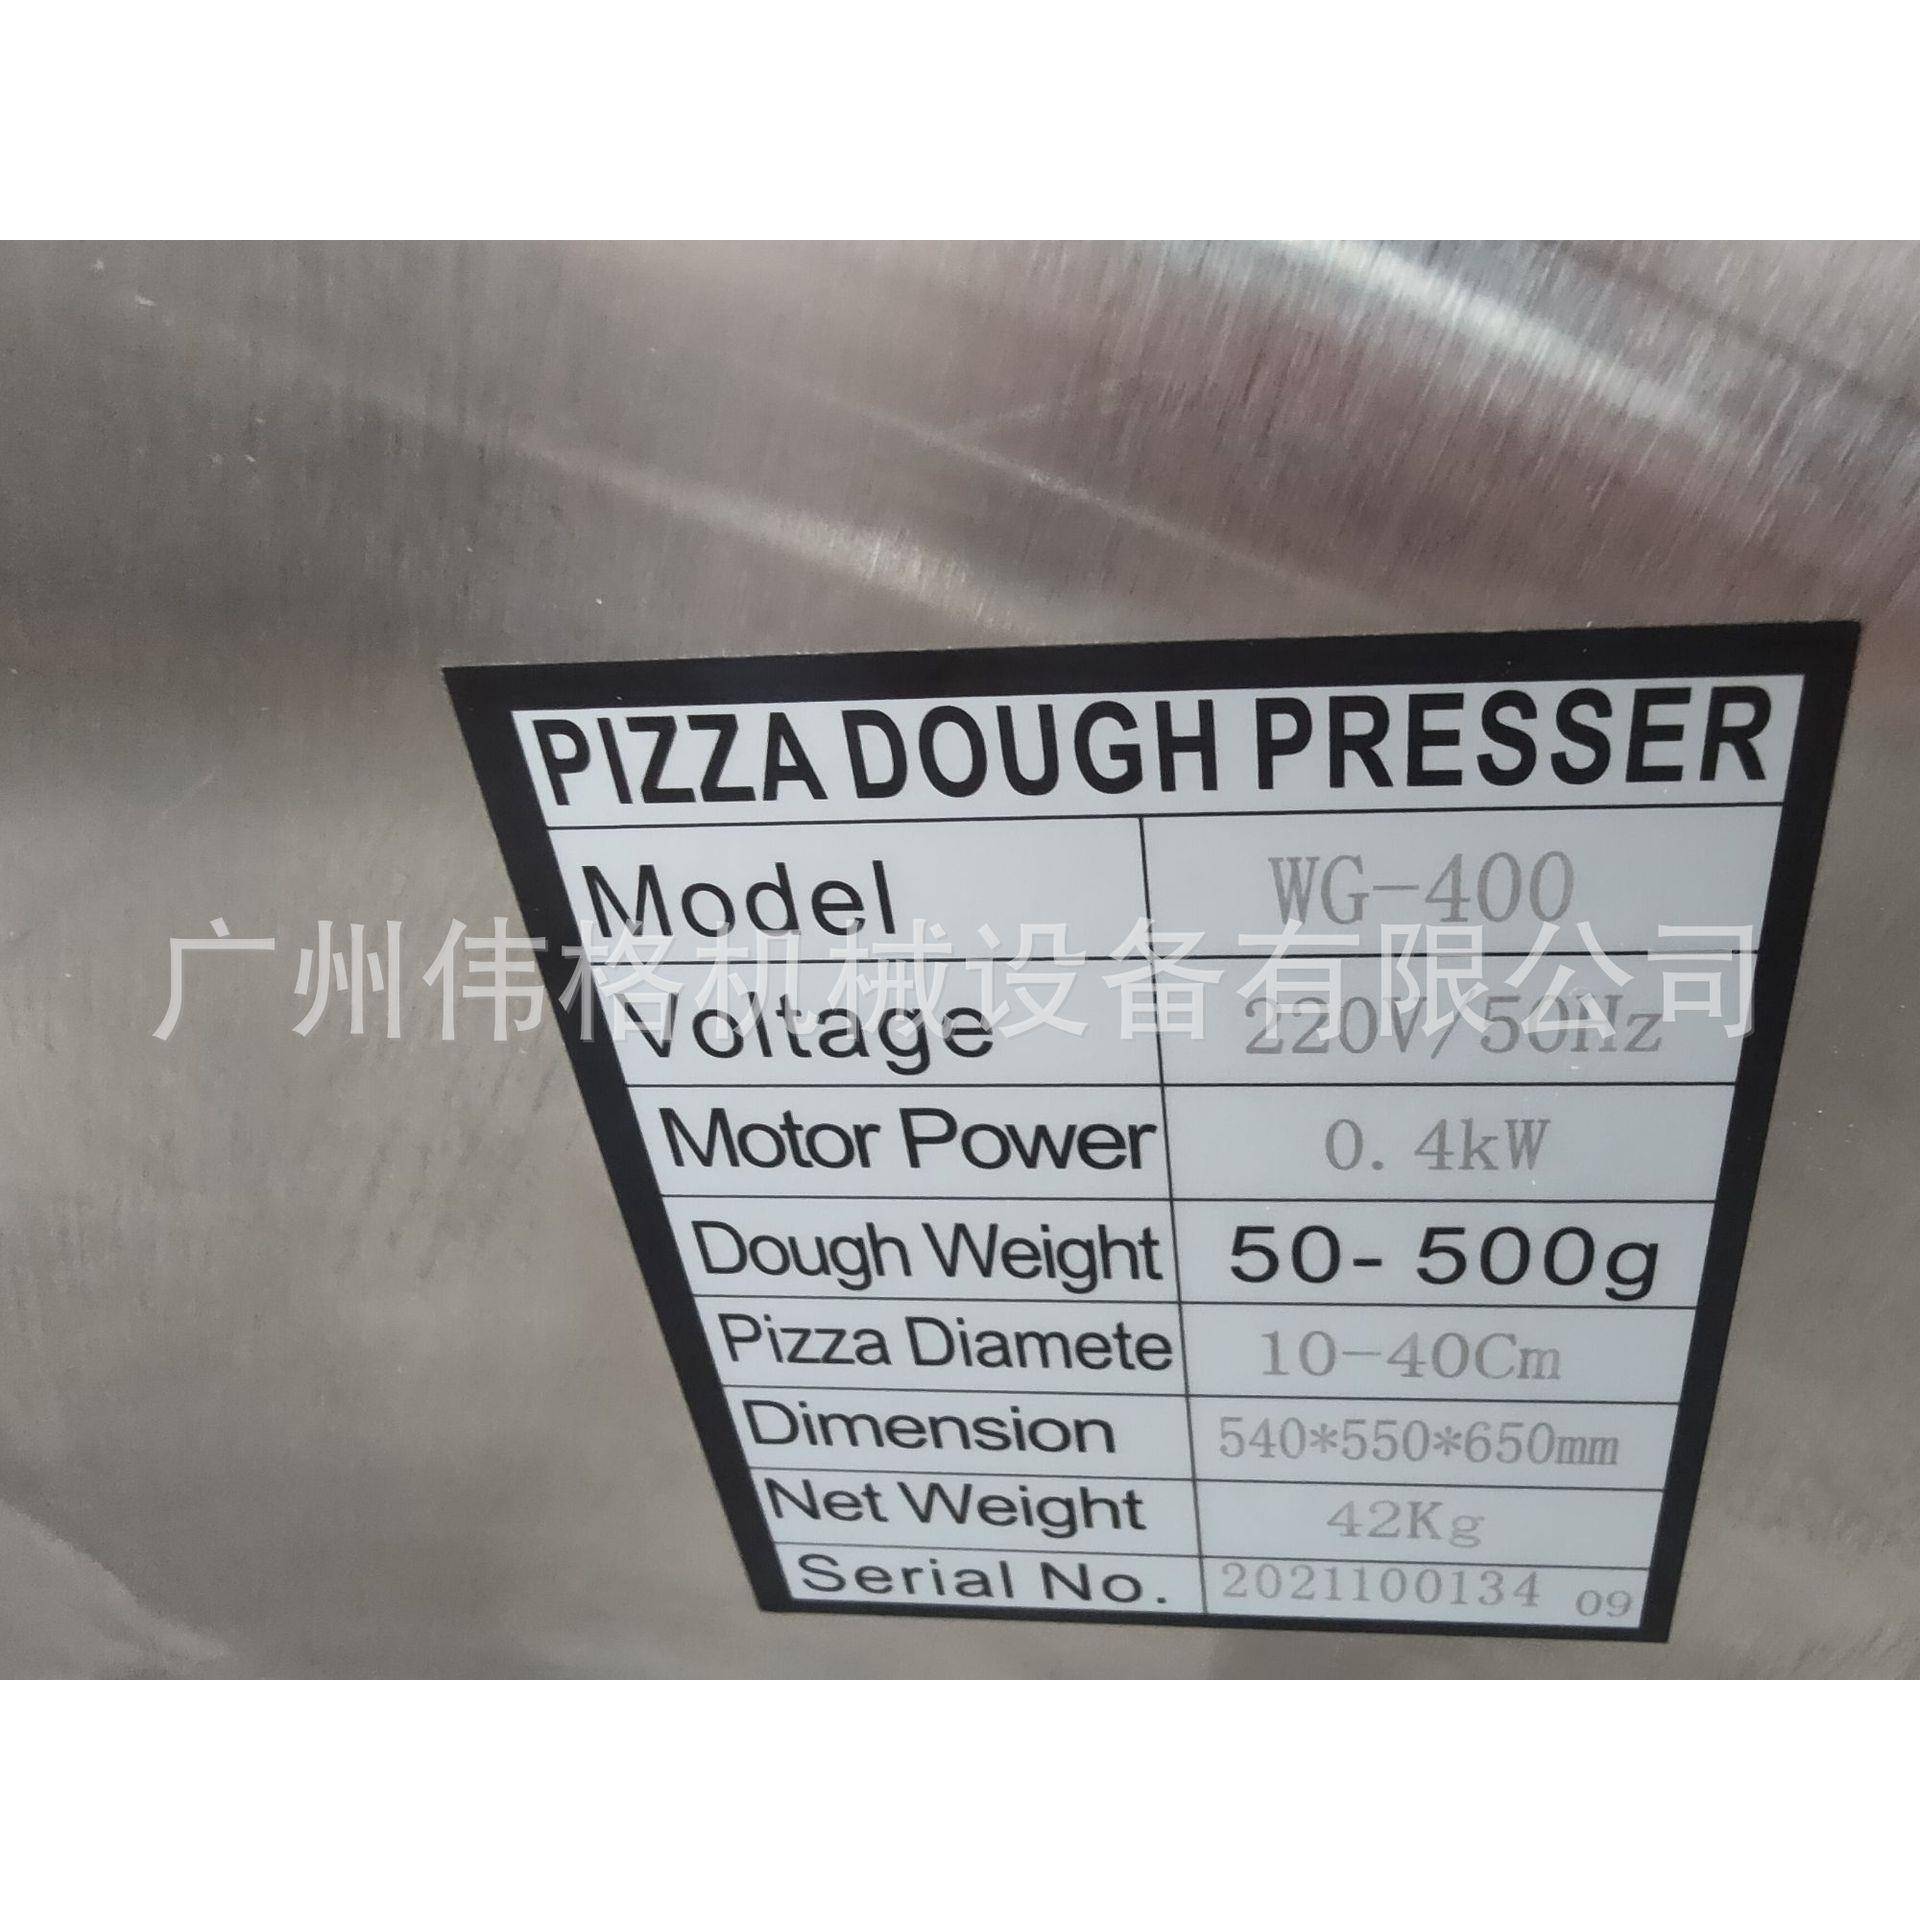 PIZZA DOUGH PRESSER
Model WG-400
广州伟格机械设备有限公司
Voltage 220V/50Hz
Motor Power 0.4kW
Dough Weight 50-500g
Pizza Diamete 10-40Cm
Dimension 540*550*650mm
Net Weight 42Kg
Serial No. 2021100134 09